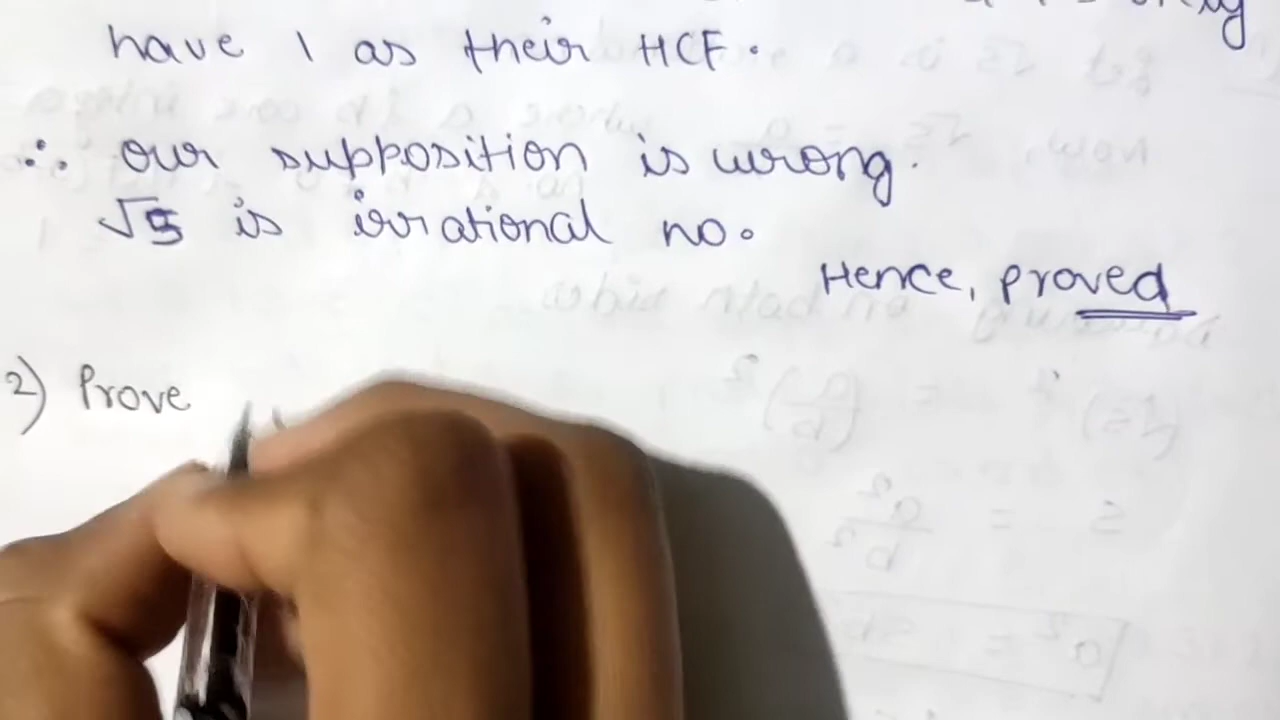 have 1 as their HCF.
∴ our supposition is wrong.
√5 is irrational no.
Hence, proved
2) Prove